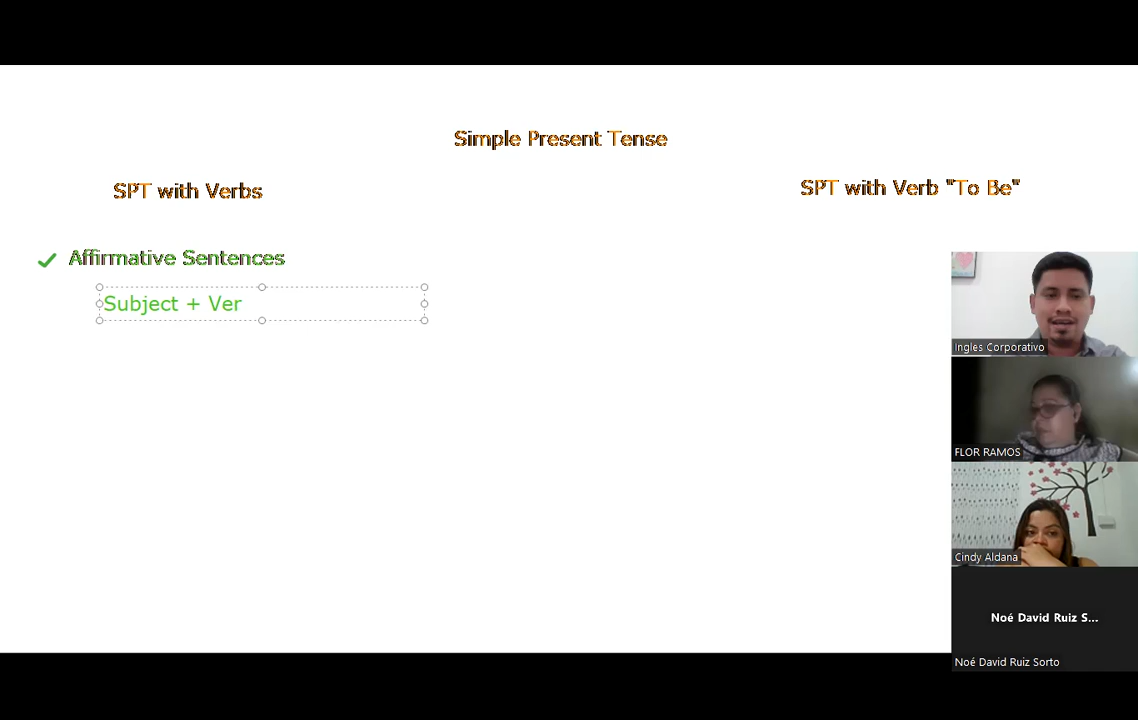 Simple Present Tense
SPT with Verbs
SPT with Verb "To Be"
Affirmative Sentences
Subject + Ver
Ingles Corporativo
FLOR RAMOS
Cindy Aldana
Noé David Ruiz S...
Noé David Ruiz Sorto